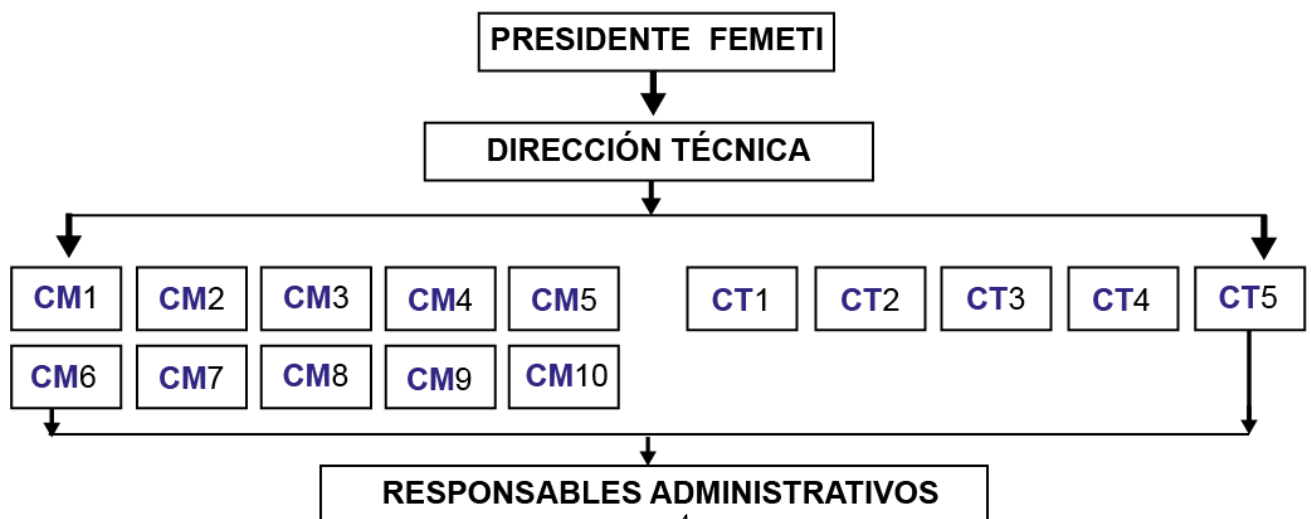 PRESIDENTE FEMETI
DIRECCIÓN TÉCNICA
CM1 CM2 CM3 CM4 CM5 CT1 CT2 CT3 CT4 CT5
CM6 CM7 CM8 CM9 CM10
RESPONSABLES ADMINISTRATIVOS